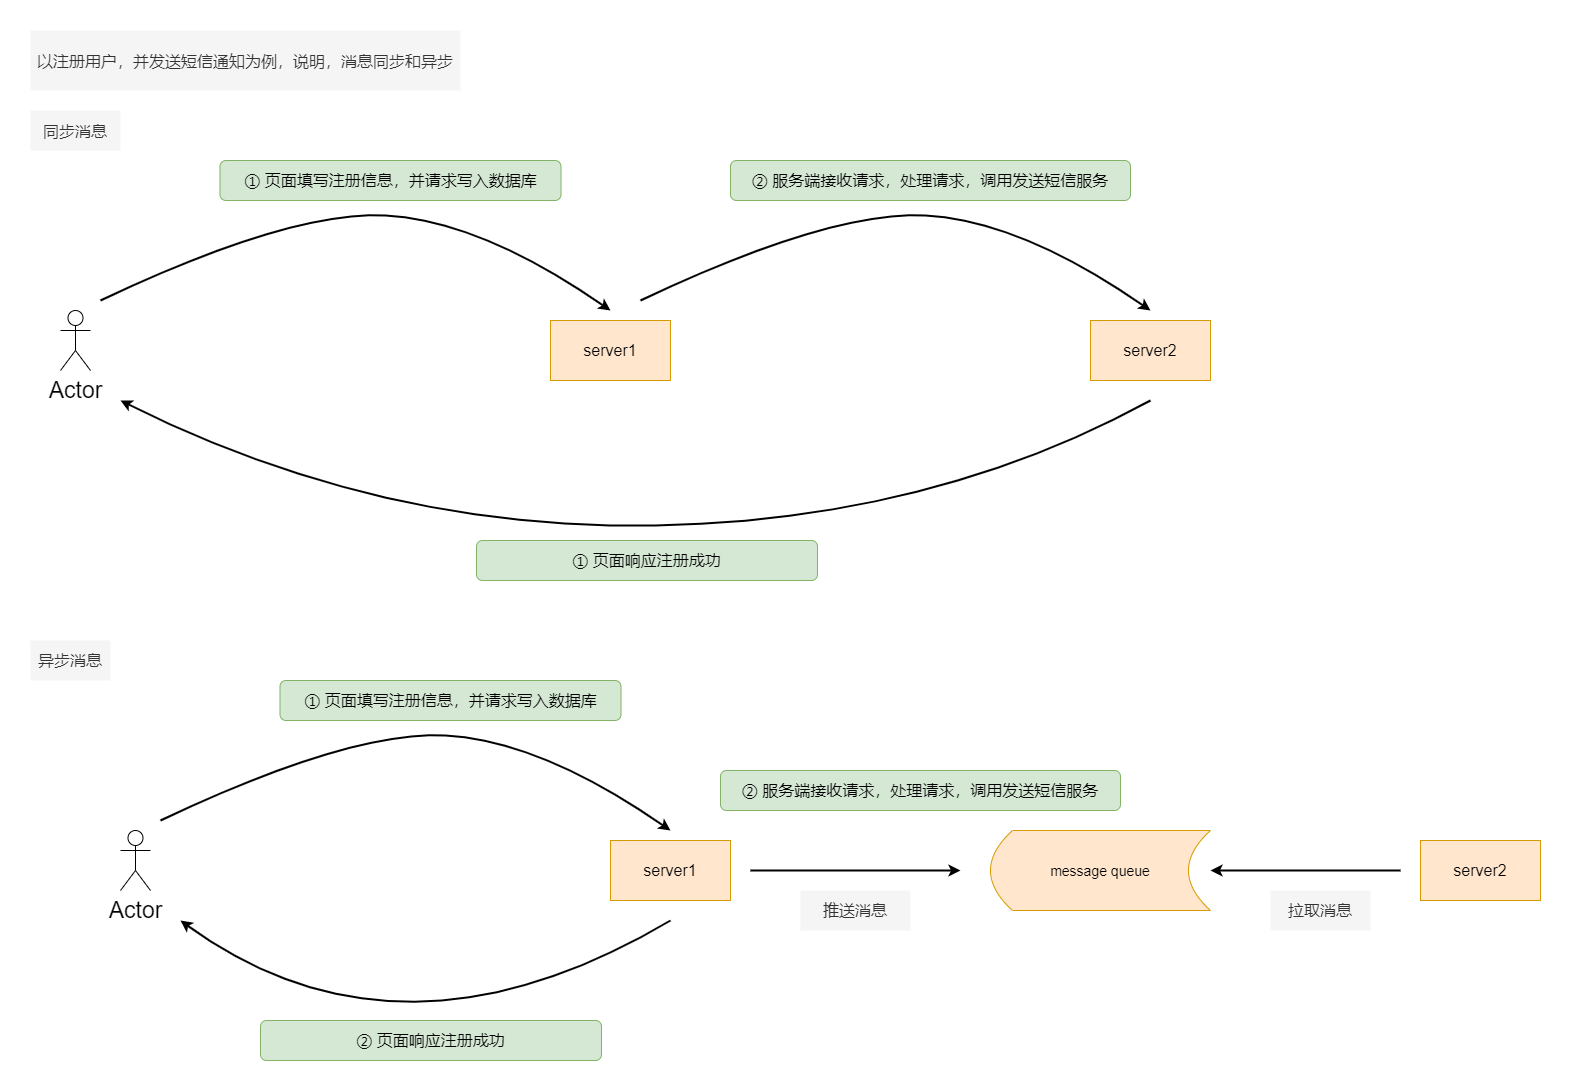 以注册用户，并发送短信通知为例，说明，消息同步和异步
同步消息
① 页面填写注册信息，并请求写入数据库
② 服务端接收请求，处理请求，调用发送短信服务
server1
server2
Actor
① 页面响应注册成功
异步消息
① 页面填写注册信息，并请求写入数据库
② 服务端接收请求，处理请求，调用发送短信服务
server1
message queue
server2
Actor
推送消息
拉取消息
② 页面响应注册成功